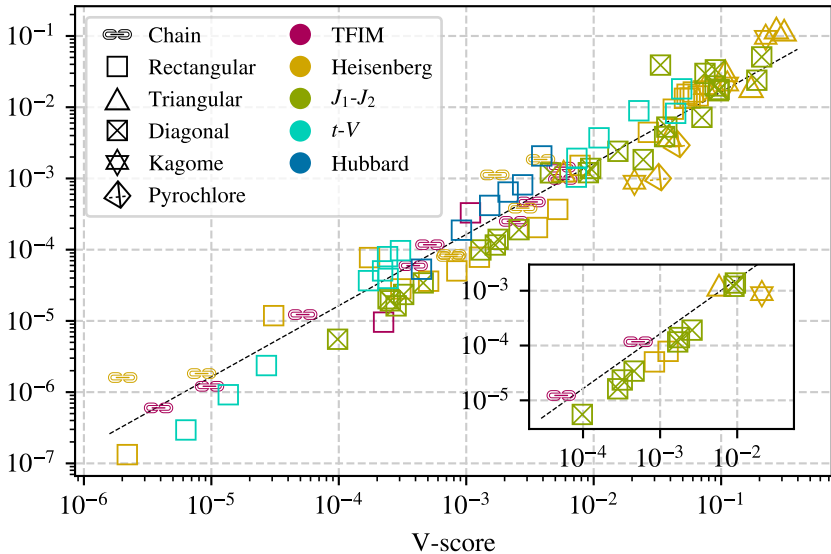 10⁻¹
10⁻²
10⁻³
10⁻⁴
10⁻⁵
10⁻⁶
10⁻⁷
Chain
Rectangular
Triangular
Diagonal
Kagome
Pyrochlore
TFIM
Heisenberg
J₁-J₂
t-V
Hubbard
10⁻³
10⁻⁴
10⁻⁵
10⁻⁴ 10⁻³ 10⁻²
10⁻⁶ 10⁻⁵ 10⁻⁴ 10⁻³ 10⁻² 10⁻¹
V-score